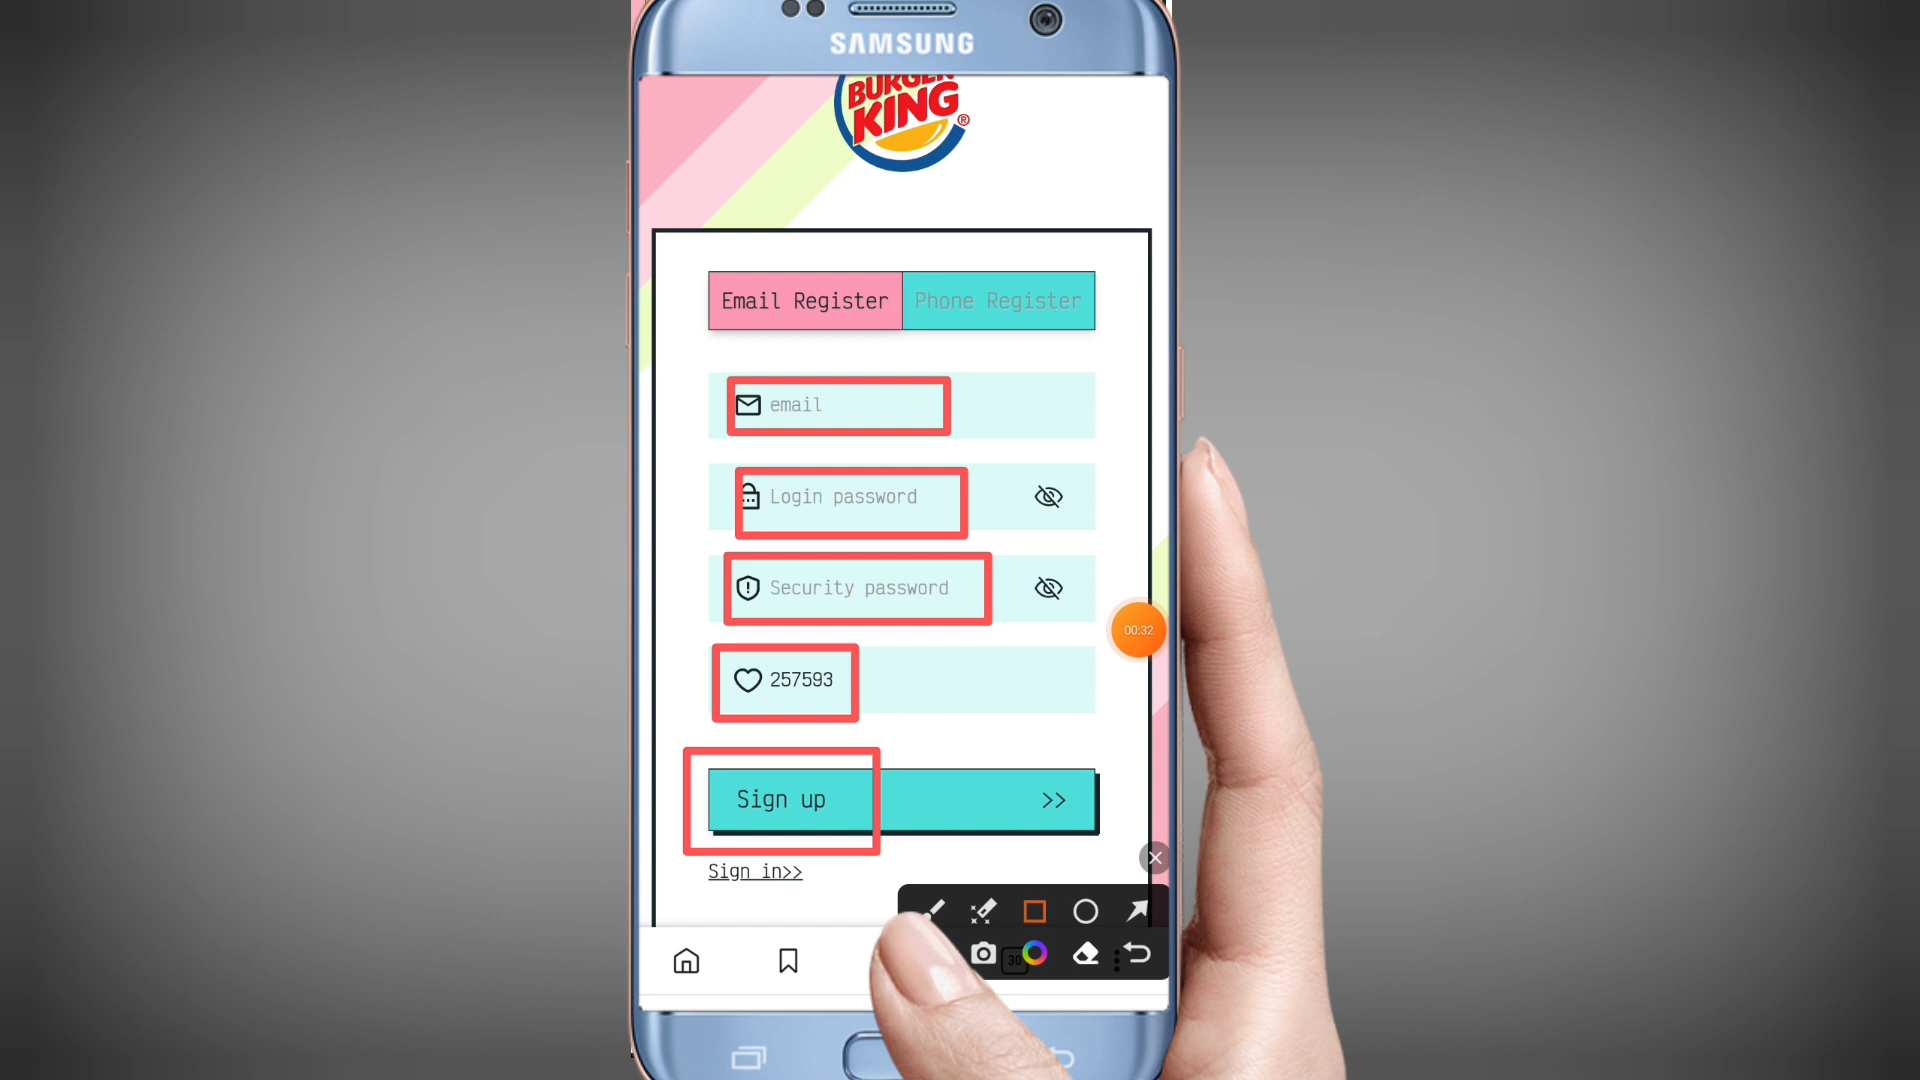 SAMSUNG
BURGER
KING
®
Email Register
Phone Register
email
Login password
Security password
00:32
257593
Sign up
>>
Sign in>>
30